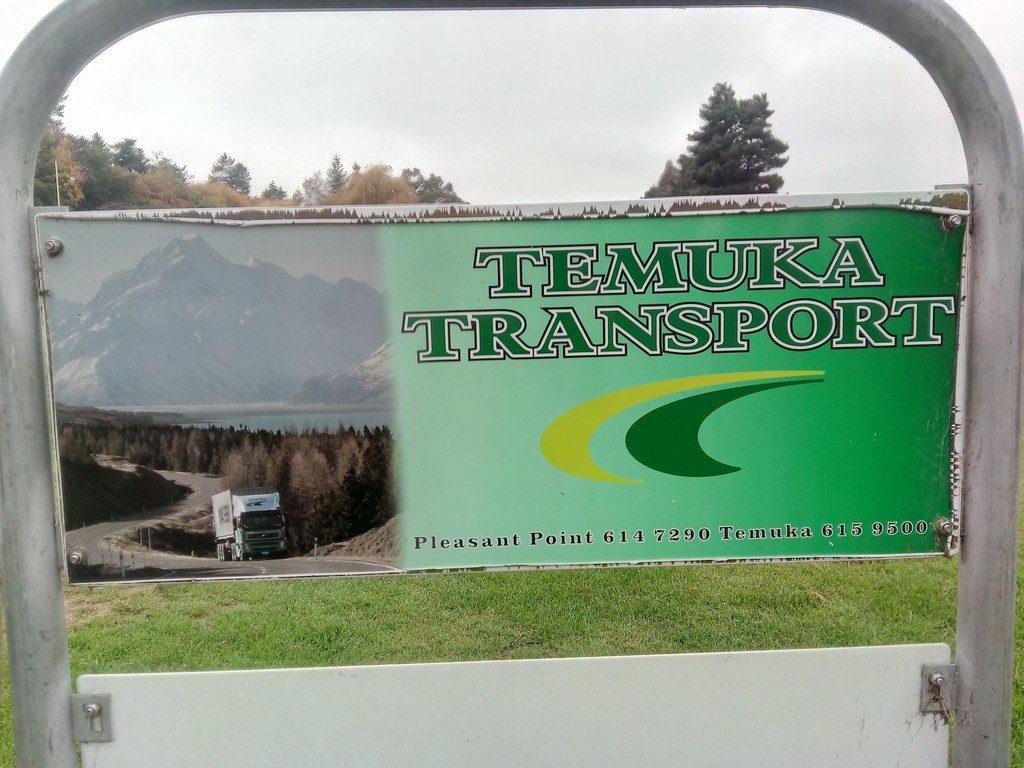 TEMUKA
TRANSPORT
Pleasant Point 614 7290 Temuka 615 9500